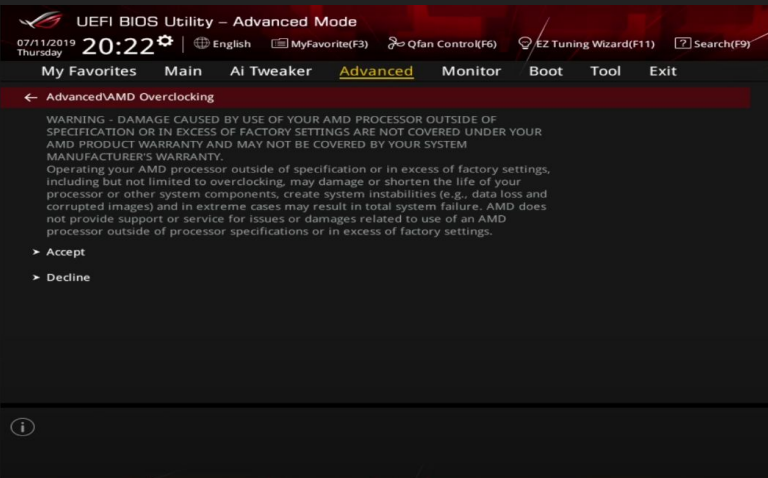 UEFI BIOS Utility – Advanced Mode
07/11/2019
Thursday
20:22
English
MyFavorite(F3)
Qfan Control(F6)
EZ Tuning Wizard(F11)
? Search(F9)
My Favorites Main Ai Tweaker Advanced Monitor Boot Tool Exit
← Advanced\AMD Overclocking
WARNING - DAMAGE CAUSED BY USE OF YOUR AMD PROCESSOR OUTSIDE OF
SPECIFICATION OR IN EXCESS OF FACTORY SETTINGS ARE NOT COVERED UNDER YOUR
AMD PRODUCT WARRANTY AND MAY NOT BE COVERED BY YOUR SYSTEM
MANUFACTURER'S WARRANTY.
Operating your AMD processor outside of specification or in excess of factory settings,
including but not limited to overclocking, may damage or shorten the life of your
processor or other system components, create system instabilities (e.g., data loss and
corrupted images) and in extreme cases may result in total system failure. AMD does
not provide support or service for issues or damages related to use of an AMD
processor outside of processor specifications or in excess of factory settings.
➤ Accept
➤ Decline
i